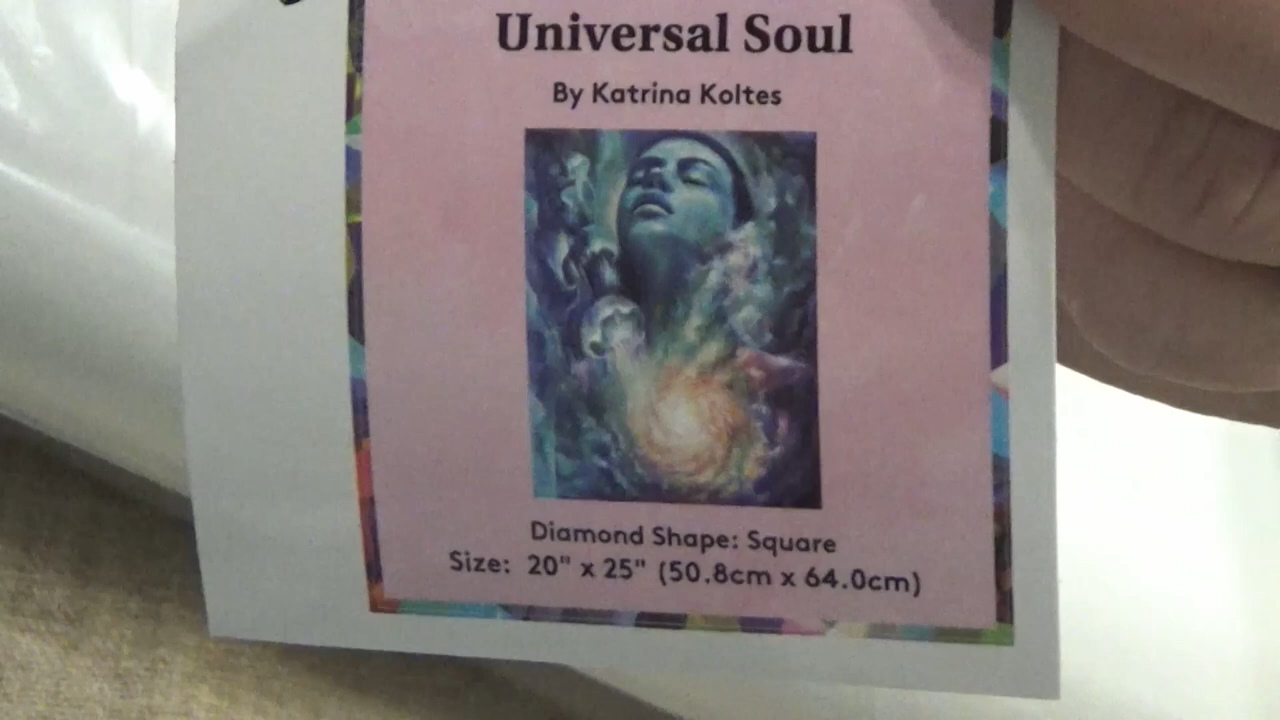 Universal Soul
By Katrina Koltes
Diamond Shape: Square
Size: 20" x 25" (50.8cm x 64.0cm)